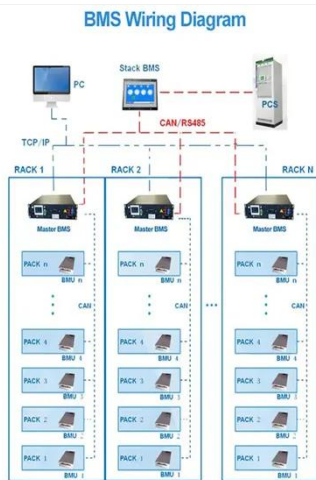 BMS Wiring Diagram
Stack BMS
PC
PCS
CAN/RS485
TCP/IP
RACK 1
RACK 2
RACK N
Master BMS
Master BMS
Master BMS
PACK n
BMU n
PACK n
BMU n
PACK n
BMU n
CAN
CAN
...
CAN
PACK 4
BMU 4
PACK 4
BMU 4
PACK 4
BMU 4
PACK 3
BMU 3
PACK 3
BMU 3
PACK 3
BMU 3
PACK 2
BMU 2
PACK 2
BMU 2
PACK 2
BMU 2
PACK 1
BMU 1
PACK 1
BMU 1
PACK 1
BMU 1